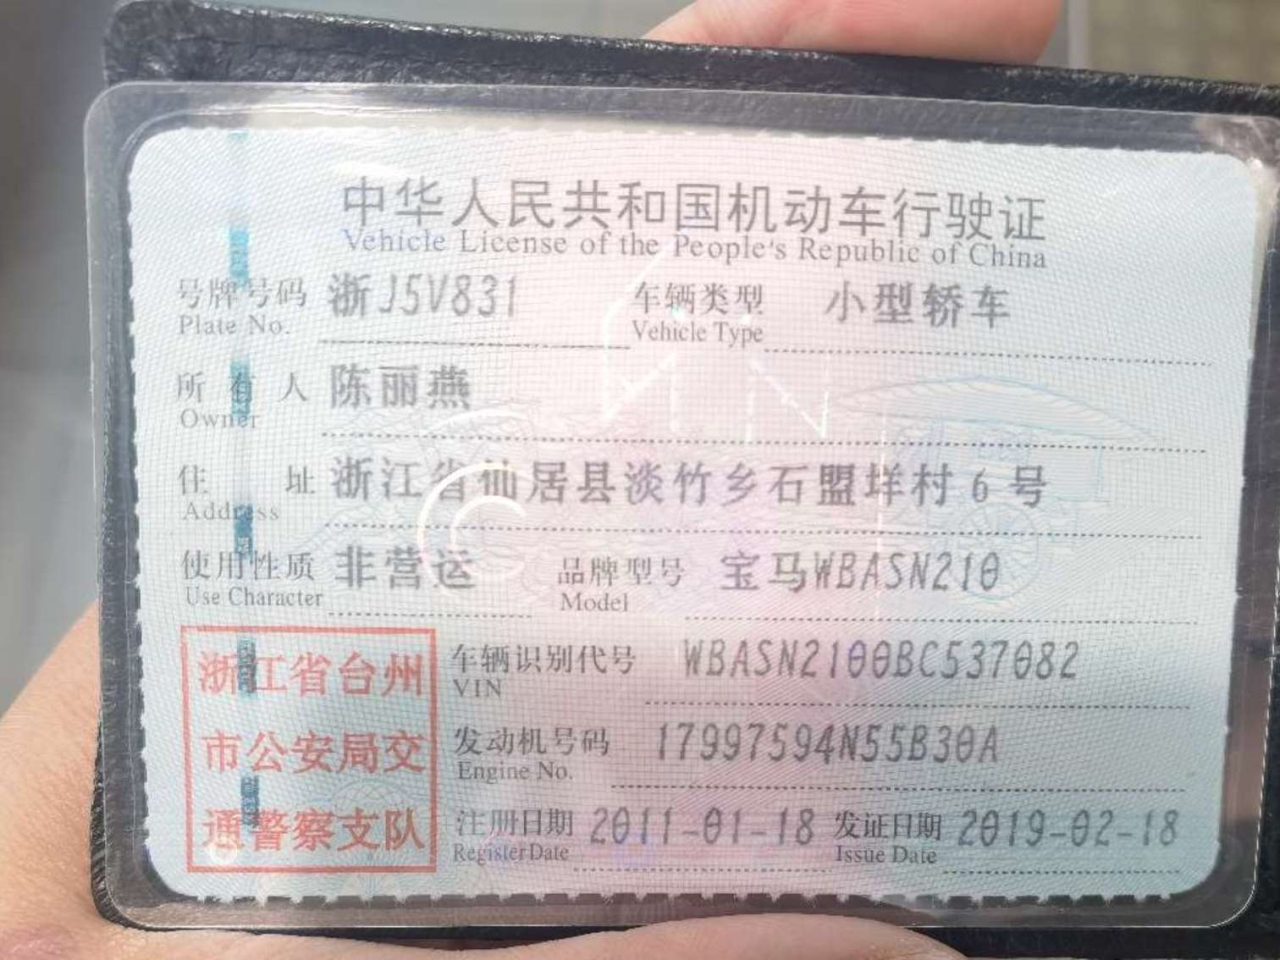 中华人民共和国机动车行驶证
Vehicle License of the People's Republic of China
号牌号码 浙J5V831 车辆类型 小型轿车
Plate No. Vehicle Type
所有人 陈丽燕
Owner
住址 浙江省仙居县淡竹乡石盟垟村6号
Address
使用性质 非营运 品牌型号 宝马WBASN210
Use Character Model
浙江省台州
市公安局交
通警察支队
车辆识别代号 WBASN2100BC537082
VIN
发动机号码 17997594N55B30A
Engine No.
注册日期 2011-01-18 发证日期 2019-02-18
Register Date Issue Date